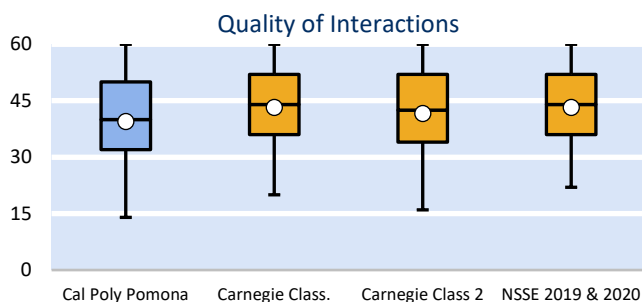 Quality of Interactions
60
45
30
15
0
Cal Poly Pomona Carnegie Class. Carnegie Class 2 NSSE 2019 & 2020